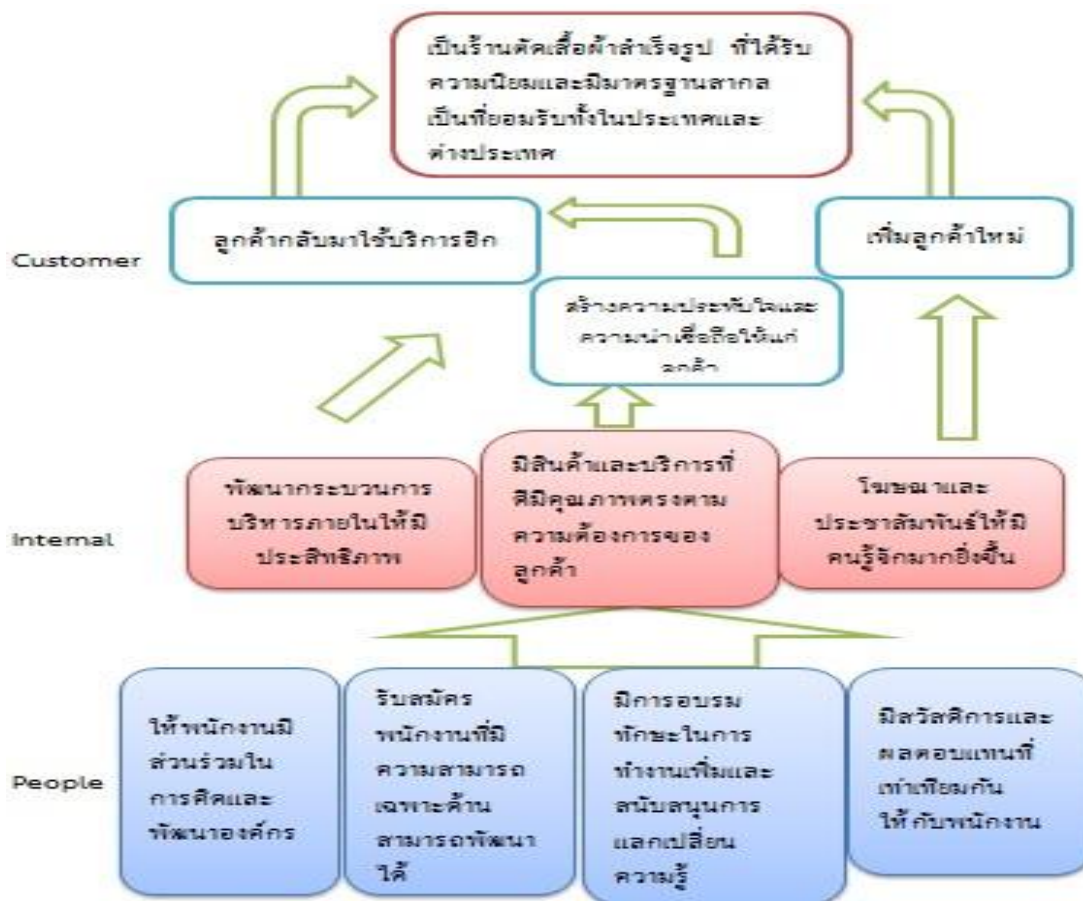 เป็นร้านตัดเสื้อผ้าสำเร็จรูป ที่ได้รับ
ความนิยมและมีมาตรฐานสากล
เป็นที่ยอมรับทั้งในประเทศและ
ต่างประเทศ
Customer
ลูกค้ากลับมาใช้บริการอีก
เพิ่มลูกค้าใหม่
สร้างความประทับใจและ
ความน่าเชื่อถือให้แก่
ลูกค้า
Internal
พัฒนากระบวนการ
บริหารภายในให้มี
ประสิทธิภาพ
มีสินค้าและบริการที่
ดีมีคุณภาพตรงตาม
ความต้องการของ
ลูกค้า
โฆษณาและ
ประชาสัมพันธ์ให้มี
คนรู้จักมากยิ่งขึ้น
People
ให้พนักงานมี
ส่วนร่วมใน
การคิดและ
พัฒนาองค์กร
รับสมัคร
พนักงานที่มี
ความสามารถ
เฉพาะด้าน
สามารถพัฒนา
ได้
มีการอบรม
ทักษะในการ
ทำงานเพิ่มและ
สนับสนุนการ
แลกเปลี่ยน
ความรู้
มีสวัสดิการและ
ผลตอบแทนที่
เท่าเทียมกัน
ให้กับพนักงาน